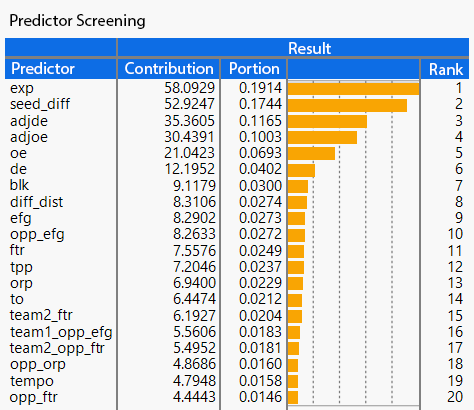 Predictor Screening
Result
Predictor Contribution Portion Rank
exp 58.0929 0.1914 1
seed_diff 52.9247 0.1744 2
adjde 35.3605 0.1165 3
adjoe 30.4391 0.1003 4
oe 21.0423 0.0693 5
de 12.1952 0.0402 6
blk 9.1179 0.0300 7
diff_dist 8.3106 0.0274 8
efg 8.2902 0.0273 9
opp_efg 8.2633 0.0272 10
ftr 7.5576 0.0249 11
tpp 7.2046 0.0237 12
orp 6.9400 0.0229 13
to 6.4474 0.0212 14
team2_ftr 6.1927 0.0204 15
team1_opp_efg 5.5606 0.0183 16
team2_opp_ftr 5.4952 0.0181 17
opp_orp 4.8686 0.0160 18
tempo 4.7948 0.0158 19
opp_ftr 4.4443 0.0146 20